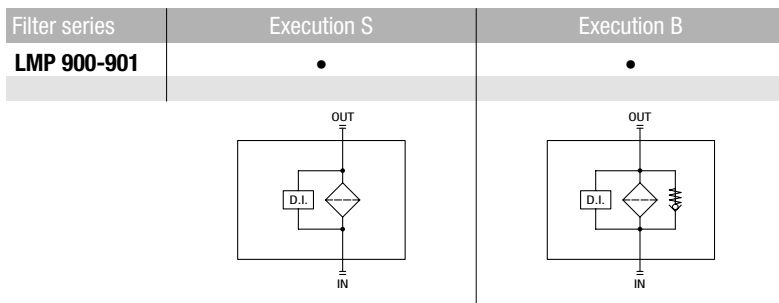 Filter series Execution S Execution B
LMP 900-901 • •
OUT OUT
D.I. D.I.
IN IN